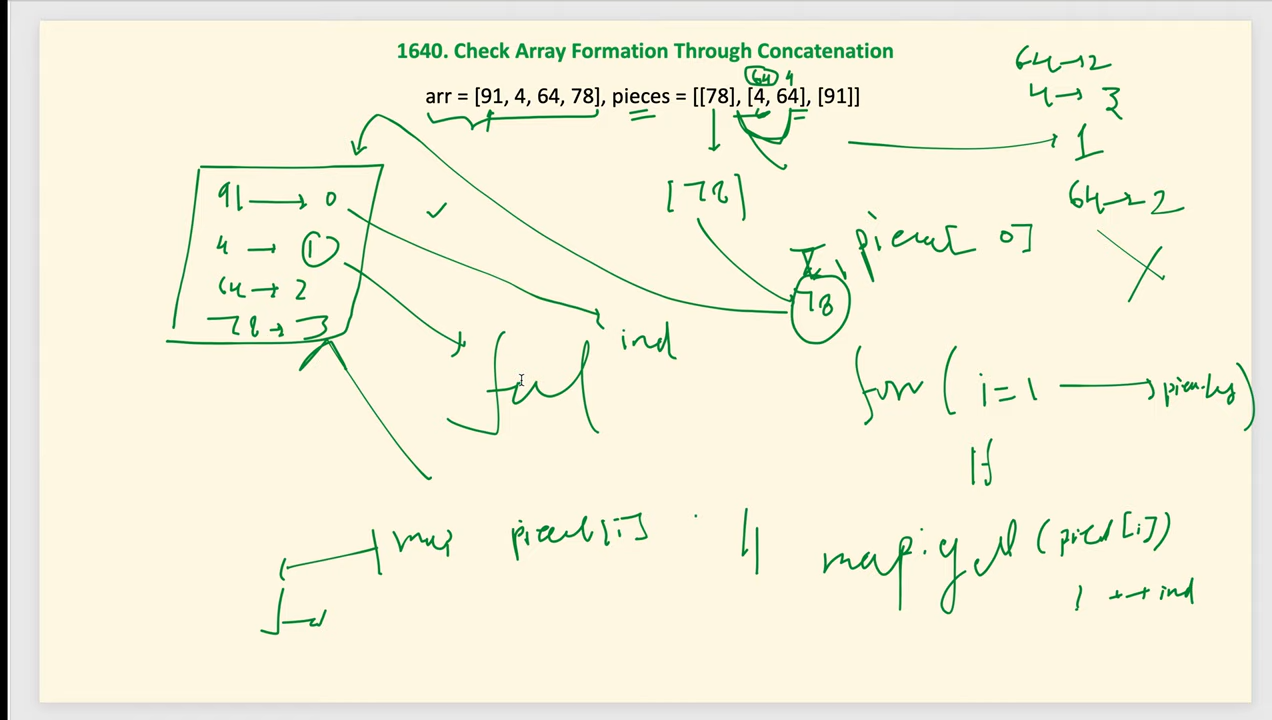 1640. Check Array Formation Through Concatenation
64→2
64 4
arr = [91, 4, 64, 78], pieces = [[78], [4, 64], [91]]
4→ 3
1
91→ 0
[78]
64→2
4 → 1
piece[ 0]
64→ 2
78
78→ 3
ind
for ( i=1 →
If
map piece[i]
map.get (piece[i])
! ++ind